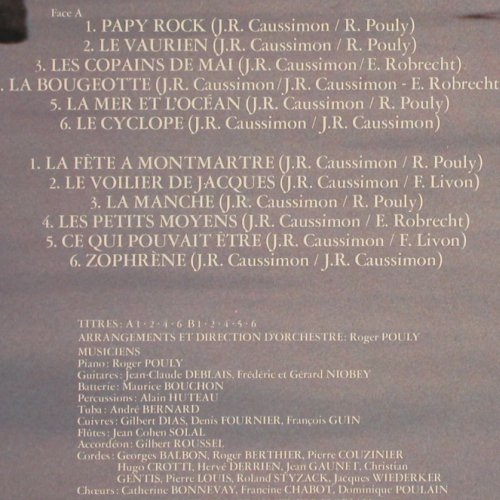 Face A
1. PAPY ROCK (J.R. Caussimon / R. Pouly)
2. LE VAURIEN (J.R. Caussimon / R. Pouly)
3. LES COPAINS DE MAI (J.R. Caussimon / E. Robrecht)
. LA BOUGEOTTE (J.R. Caussimon / J.R. Caussimon - E. Robrecht
5. LA MER ET L'OCÉAN (J.R. Caussimon / R. Pouly)
6. LE CYCLOPE (J.R. Caussimon / J.R. Caussimon)
1. LA FÊTE A MONTMARTRE (J.R. Caussimon / R. Pouly)
2. LE VOILIER DE JACQUES (J.R. Caussimon / F. Livon)
3. LA MANCHE (J.R. Caussimon / R. Pouly)
4. LES PETITS MOYENS (J.R. Caussimon / E. Robrecht)
5. CE QUI POUVAIT ÊTRE (J.R. Caussimon / F. Livon)
6. ZOPHRÈNE (J.R. Caussimon / J.R. Caussimon)
TITRES: A 1 - 2 - 4 - 6 B 1 - 2 - 4 - 5 - 6
ARRANGEMENTS ET DIRECTION D'ORCHESTRE: Roger POULY
MUSICIENS
Piano: Roger POULY
Guitares: Jean-Claude DEBLAIS, Frédéric et Gérard NIOBEY
Batterie: Maurice BOUCHON
Percussions: Alain HUTEAU
Tuba: André BERNARD
Cuivres: Gilbert DIAS, Denis FOURNIER, François GUIN
Flûtes: Jean Cohen SOLAL
Accordéon: Gilbert ROUSSEL
Cordes: Georges BALBON, Roger BERTHIER, Pierre COUZINIER
Hugo CROTTI, Hervé DERRIEN, Jean GAUNET, Christian
GENTIS, Pierre LOUIS, Roland STYZACK, Jacques WIEDERKER
Chœurs: Catherine BONNEVAY, Francine CHABOT, Dominique POULAIN